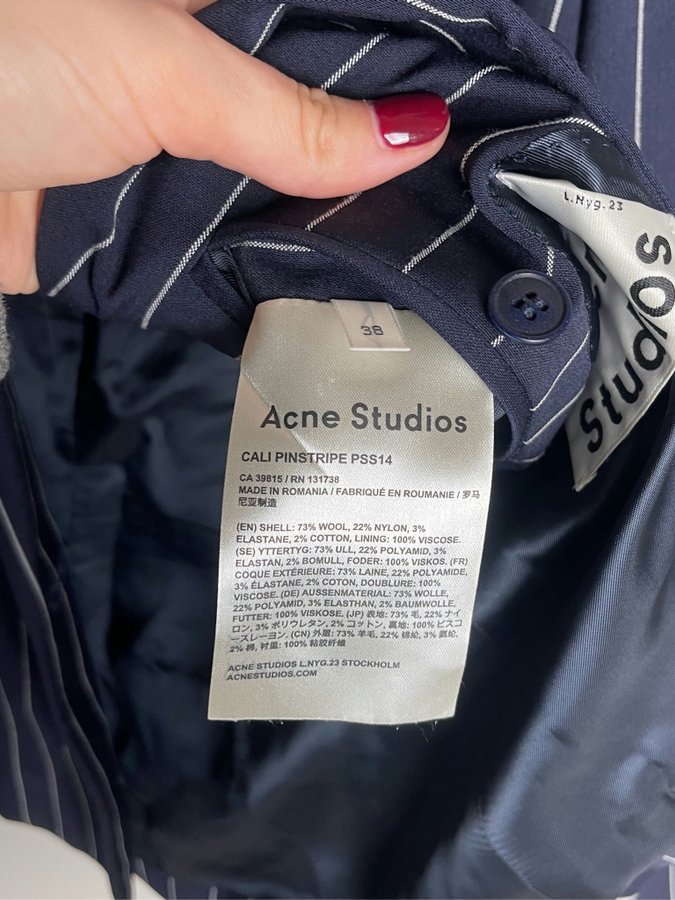 L.Nyg.23
Studios
38
Acne Studios
CALI PINSTRIPE PSS14
CA 39815 / RN 131738
MADE IN ROMANIA / FABRIQUÉ EN ROUMANIE / 罗马
尼亚制造
(EN) SHELL: 73% WOOL, 22% NYLON, 3%
ELASTANE, 2% COTTON, LINING: 100% VISCOSE.
(SE) YTTERTYG: 73% ULL, 22% POLYAMID, 3%
ELASTAN, 2% BOMULL, FODER: 100% VISKOS. (FR)
COQUE EXTÉRIEURE: 73% LAINE, 22% POLYAMIDE,
3% ÉLASTANE, 2% COTON, DOUBLURE: 100%
VISCOSE. (DE) AUSSENMATERIAL: 73% WOLLE,
22% POLYAMID, 3% ELASTHAN, 2% BAUMWOLLE,
FUTTER: 100% VISKOSE. (JP) 表地: 73% 毛, 22% ナイ
ロン, 3% ポリウレタン, 2% コットン, 裏地: 100% ビスコ
ースレーヨン. (CN) 外层: 73% 羊毛, 22% 锦纶, 3% 氨纶,
2% 棉, 衬里: 100% 粘胶纤维
ACNE STUDIOS L.NYG.23 STOCKHOLM
ACNESTUDIOS.COM